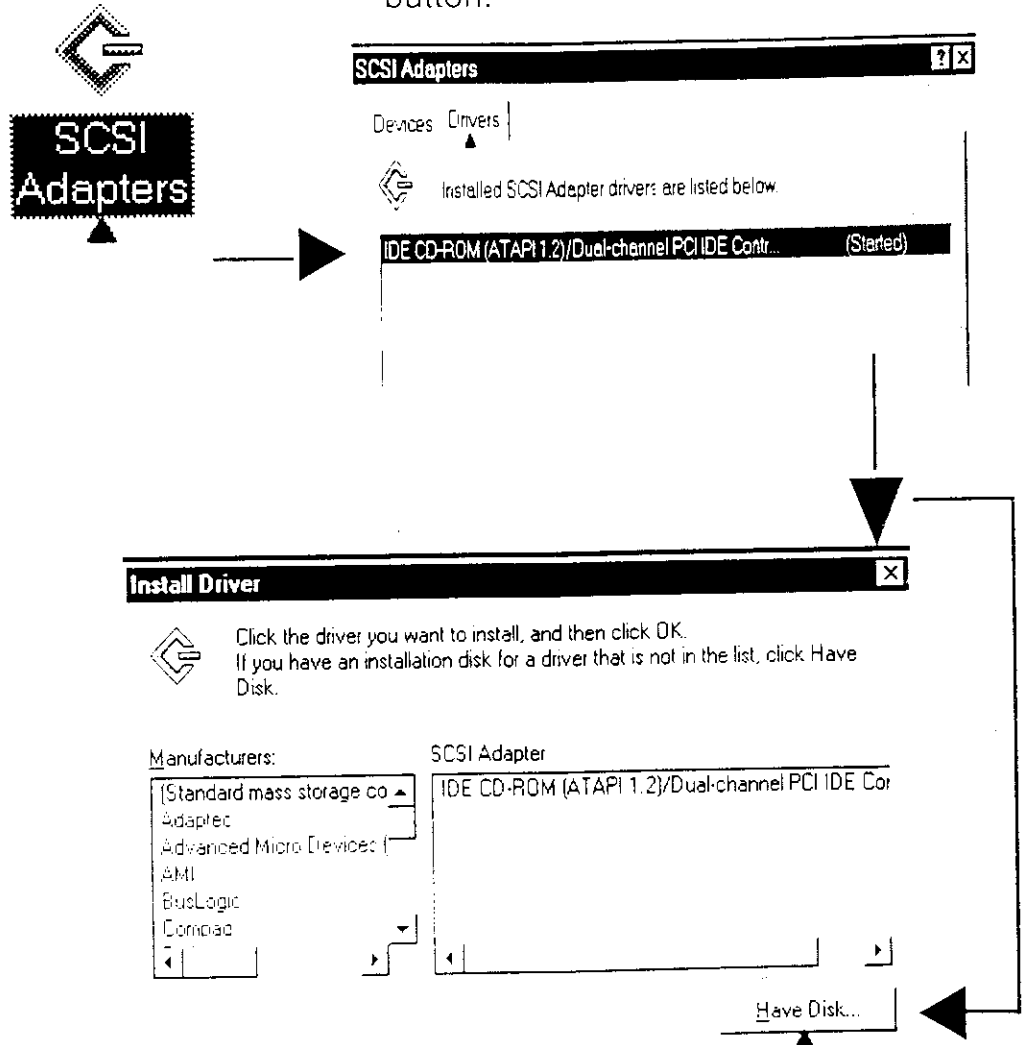 button.
SCSI
Adapters
SCSI Adapters
Devices Drivers
Installed SCSI Adapter drivers are listed below.
IDE CD-ROM (ATAPI 1.2)/Dual-channel PCI IDE Contr... (Started)
Install Driver
Click the driver you want to install, and then click OK.
If you have an installation disk for a driver that is not in the list, click Have
Disk.
Manufacturers:
SCSI Adapter
(Standard mass storage co
IDE CD-ROM (ATAPI 1.2)/Dual-channel PCI IDE Cor
Adaptec
Advanced Micro Devices (
AMI
BusLogic
Compaq
Have Disk...